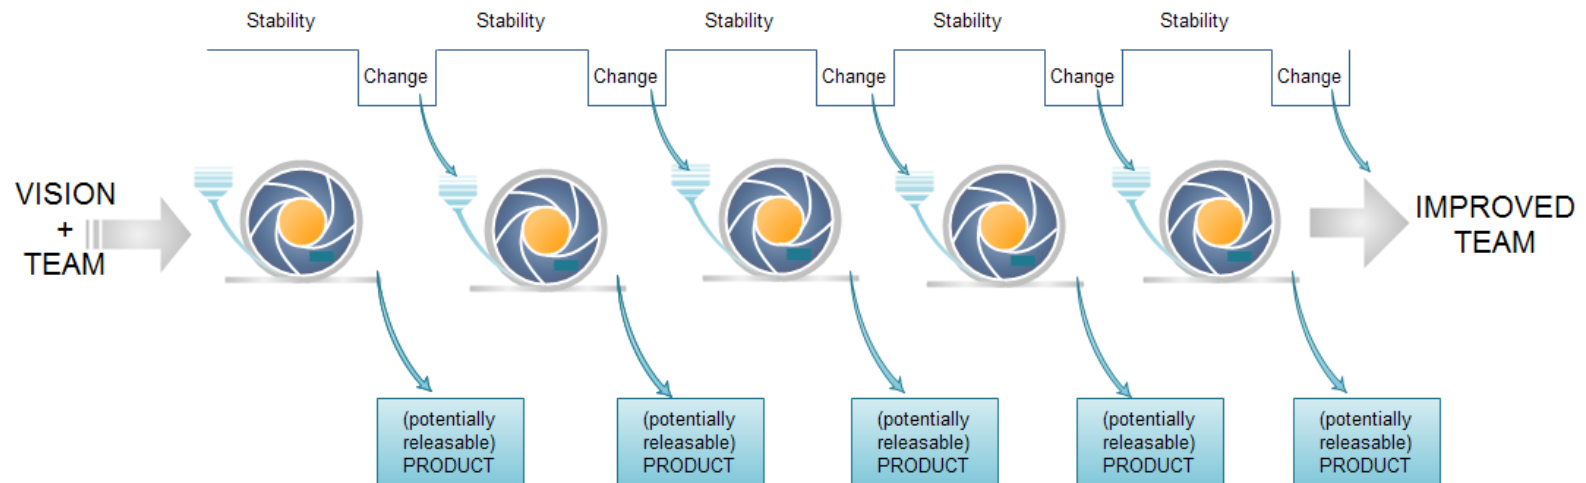 Stability
Stability
Stability
Stability
Stability
Change
Change
Change
Change
Change
VISION
+
TEAM
IMPROVED
TEAM
(potentially
releasable)
PRODUCT
(potentially
releasable)
PRODUCT
(potentially
releasable)
PRODUCT
(potentially
releasable)
PRODUCT
(potentially
releasable)
PRODUCT